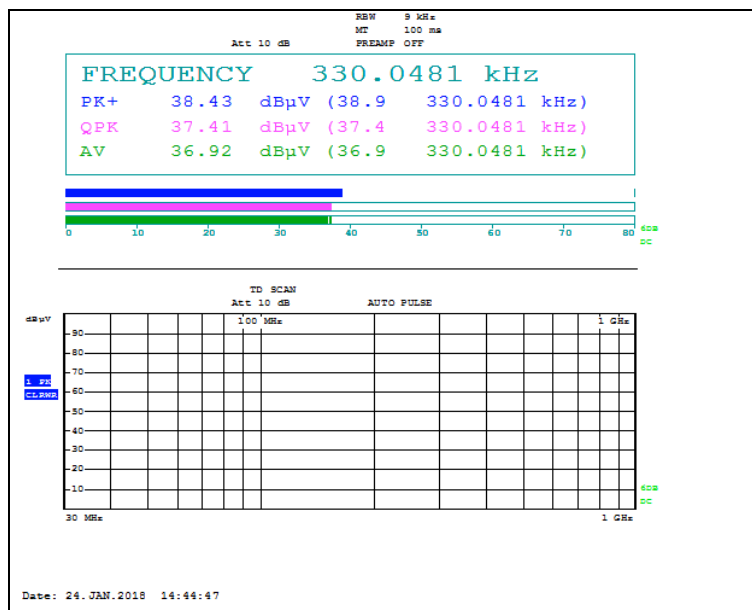 RBW 9 kHz
MT 100 ms
Att 10 dB PREAMP OFF
FREQUENCY 330.0481 kHz
PK+ 38.43 dBµV (38.9 330.0481 kHz)
QPK 37.41 dBµV (37.4 330.0481 kHz)
AV 36.92 dBµV (36.9 330.0481 kHz)
0 10 20 30 40 50 60 70 80
6DB
DC
TD SCAN
Att 10 dB AUTO PULSE
dBµV
100 MHz 1 GHz
90
80
70
1 PK
60
CLRWR
50
40
30
20
10
6DB
DC
30 MHz 1 GHz
Date: 24.JAN.2018 14:44:47